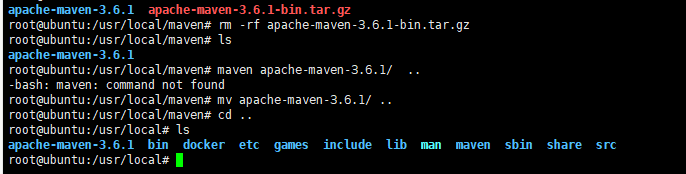 apache-maven-3.6.1  apache-maven-3.6.1-bin.tar.gz
root@ubuntu:/usr/local/maven# rm -rf apache-maven-3.6.1-bin.tar.gz
root@ubuntu:/usr/local/maven# ls
apache-maven-3.6.1
root@ubuntu:/usr/local/maven# maven apache-maven-3.6.1/  ..
-bash: maven: command not found
root@ubuntu:/usr/local/maven# mv apache-maven-3.6.1/ ..
root@ubuntu:/usr/local/maven# cd ..
root@ubuntu:/usr/local# ls
apache-maven-3.6.1  bin  docker  etc  games  include  lib  man  maven  sbin  share  src
root@ubuntu:/usr/local#